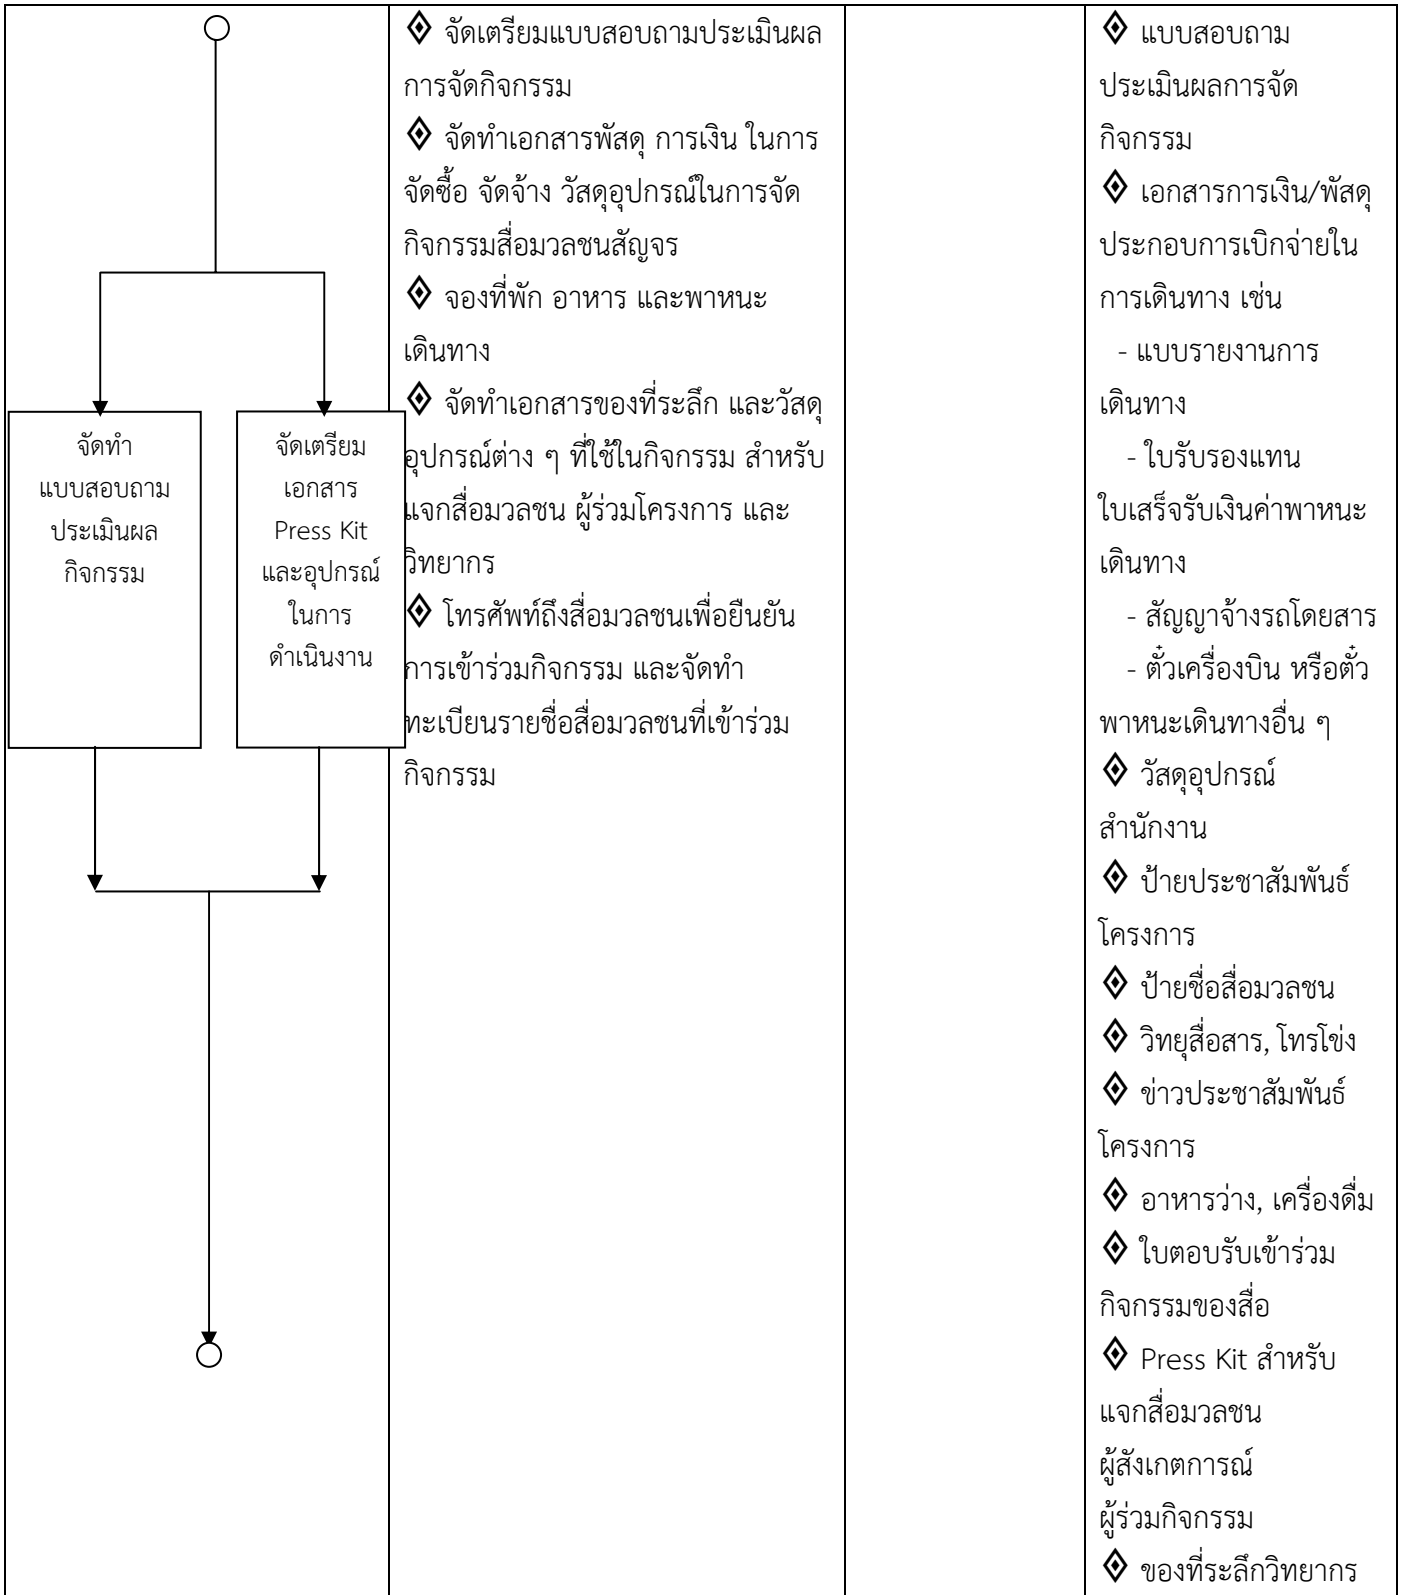 จัดทำ
แบบสอบถาม
ประเมินผล
กิจกรรม
จัดเตรียม
เอกสาร
Press Kit
และอุปกรณ์
ในการ
ดำเนินงาน
จัดเตรียมแบบสอบถามประเมินผล
การจัดกิจกรรม
จัดทำเอกสารพัสดุ การเงิน ในการ
จัดซื้อ จัดจ้าง วัสดุอุปกรณ์ในการจัด
กิจกรรมสื่อมวลชนสัญจร
จองที่พัก อาหาร และพาหนะ
เดินทาง
จัดทำเอกสารของที่ระลึก และวัสดุ
อุปกรณ์ต่าง ๆ ที่ใช้ในกิจกรรม สำหรับ
แจกสื่อมวลชน ผู้ร่วมโครงการ และ
วิทยากร
โทรศัพท์ถึงสื่อมวลชนเพื่อยืนยัน
การเข้าร่วมกิจกรรม และจัดทำ
ทะเบียนรายชื่อสื่อมวลชนที่เข้าร่วม
กิจกรรม
แบบสอบถาม
ประเมินผลการจัด
กิจกรรม
เอกสารการเงิน/พัสดุ
ประกอบการเบิกจ่ายใน
การเดินทาง เช่น
- แบบรายงานการ
เดินทาง
- ใบรับรองแทน
ใบเสร็จรับเงินค่าพาหนะ
เดินทาง
- สัญญาจ้างรถโดยสาร
- ตั๋วเครื่องบิน หรือตั๋ว
พาหนะเดินทางอื่น ๆ
วัสดุอุปกรณ์
สำนักงาน
ป้ายประชาสัมพันธ์
โครงการ
ป้ายชื่อสื่อมวลชน
วิทยุสื่อสาร, โทรโข่ง
ข่าวประชาสัมพันธ์
โครงการ
อาหารว่าง, เครื่องดื่ม
ใบตอบรับเข้าร่วม
กิจกรรมของสื่อ
Press Kit สำหรับ
แจกสื่อมวลชน
ผู้สังเกตการณ์
ผู้ร่วมกิจกรรม
ของที่ระลึกวิทยากร